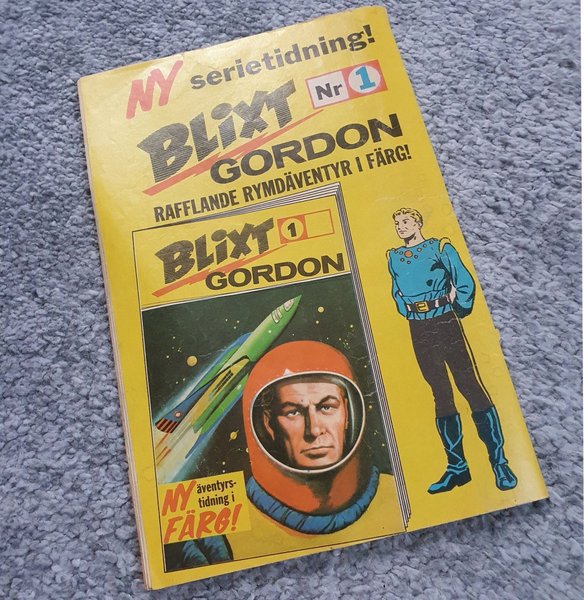 NY serietidning!
BLiXT Nr 1
GORDON
RAFFLANDE RYMDÄVENTYR I FÄRG!
BLiXT 1
GORDON
NY äventyrs-
tidning i
FÄRG!